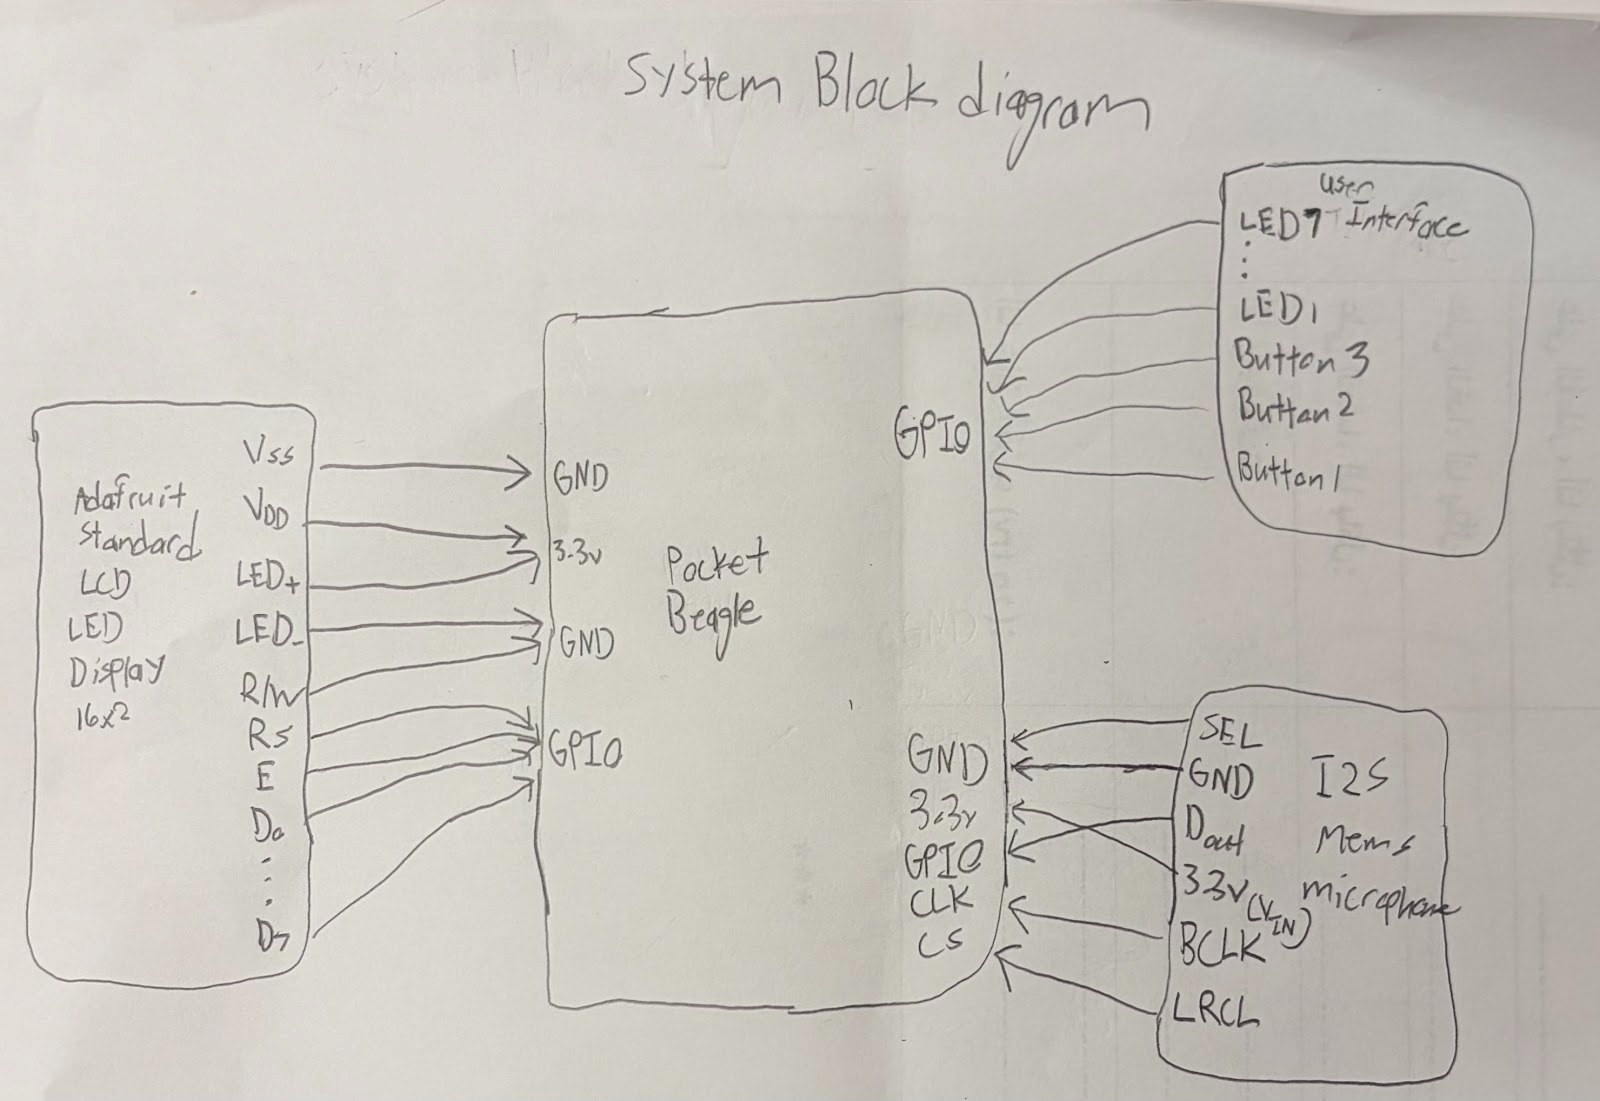 System Block diagram
User
LED7 Interface
LED1
Button 3
Button 2
Button 1
GPIO
Adafruit
Standard
LCD
LED
Display
16x2
Vss
VDD
LED+
LED-
R/W
RS
E
D0
D7
GND
3.3v
GND
GPIO
Pocket
Beagle
GND
3.3v
GPIO
CLK
CS
SEL
GND
Dout
3.3v (VIN)
BCLK
LRCL
I2S
Mems
microphone